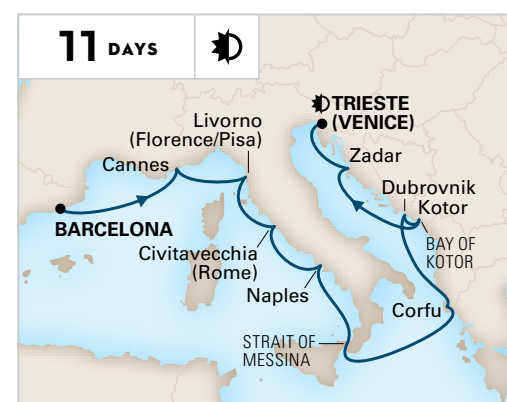 11 DAYS
TRIESTE
(VENICE)
Livorno
(Florence/Pisa)
Cannes
Zadar
Dubrovnik
Kotor
BARCELONA
BAY OF
KOTOR
Civitavecchia
(Rome)
Naples
Corfu
STRAIT OF
MESSINA